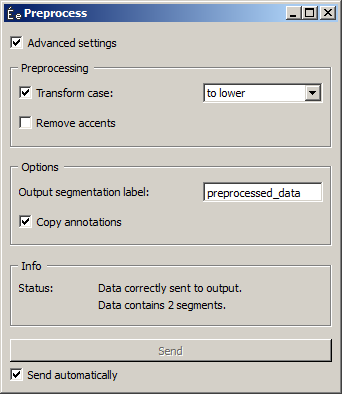 Ée Preprocess
Advanced settings
Preprocessing
Transform case: to lower
Remove accents
Options
Output segmentation label: preprocessed_data
Copy annotations
Info
Status: Data correctly sent to output.
Data contains 2 segments.
Send
Send automatically